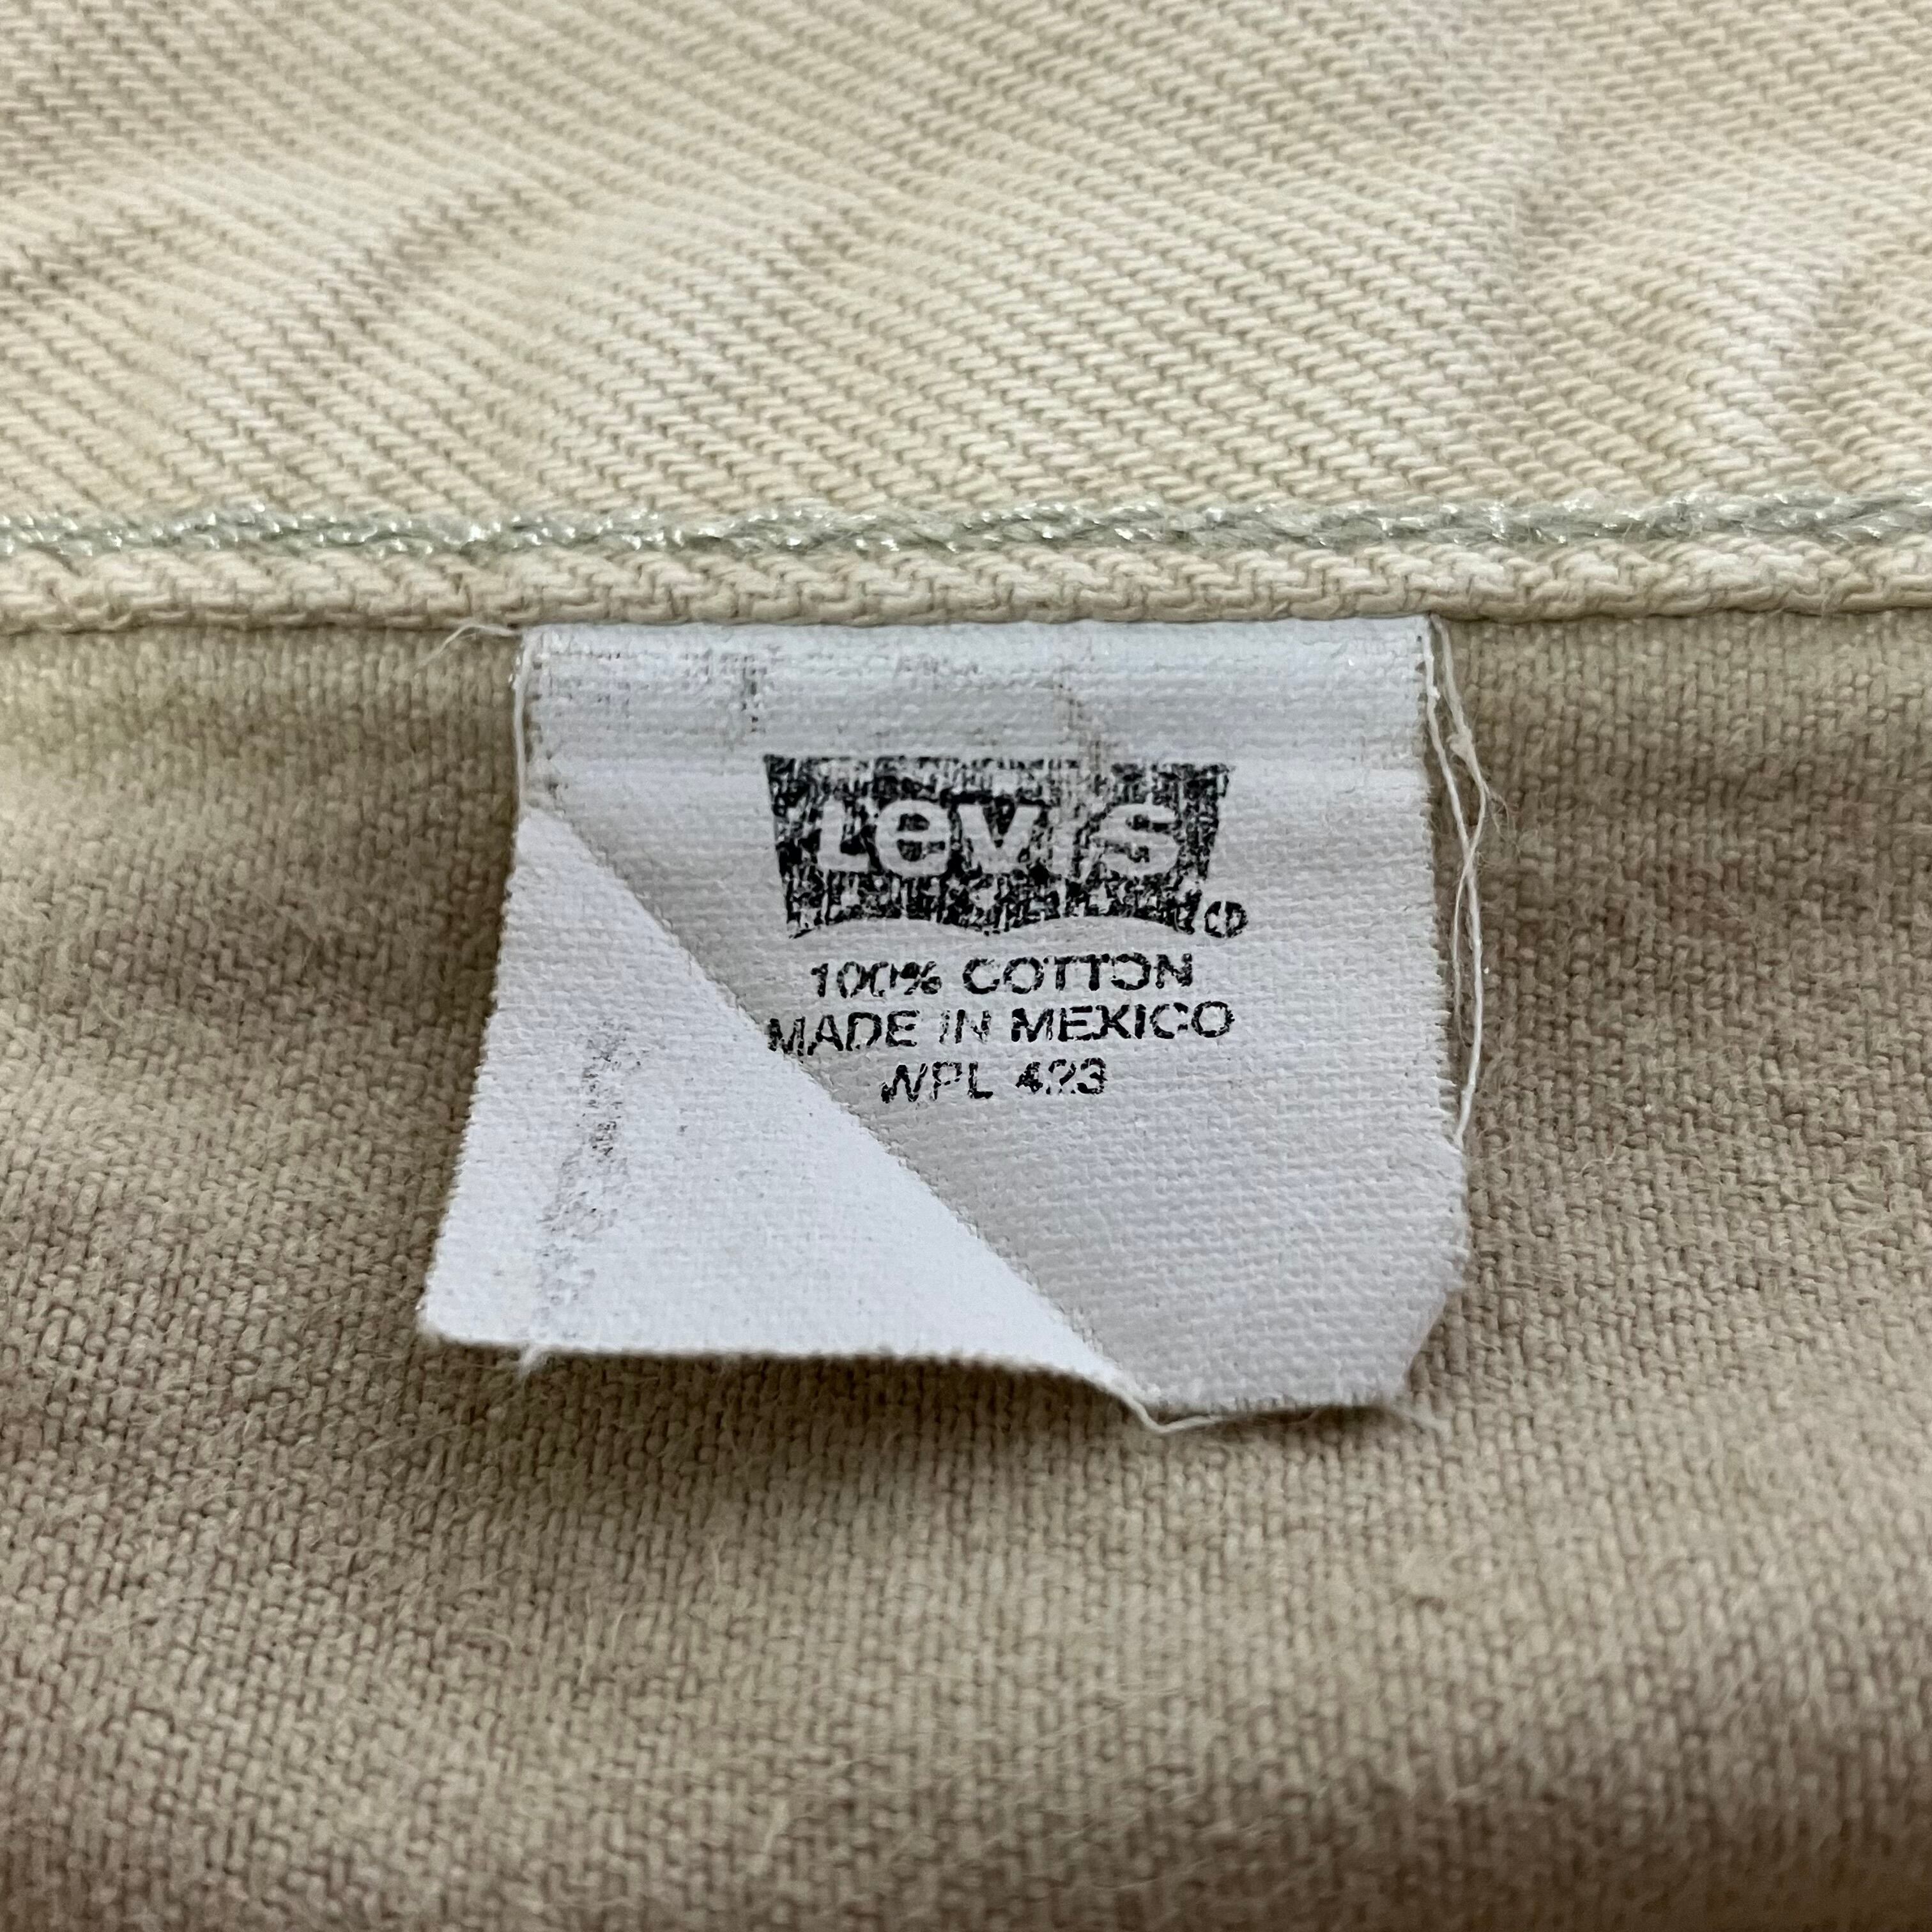 Levi's®
100% COTTON
MADE IN MEXICO
WPL 423